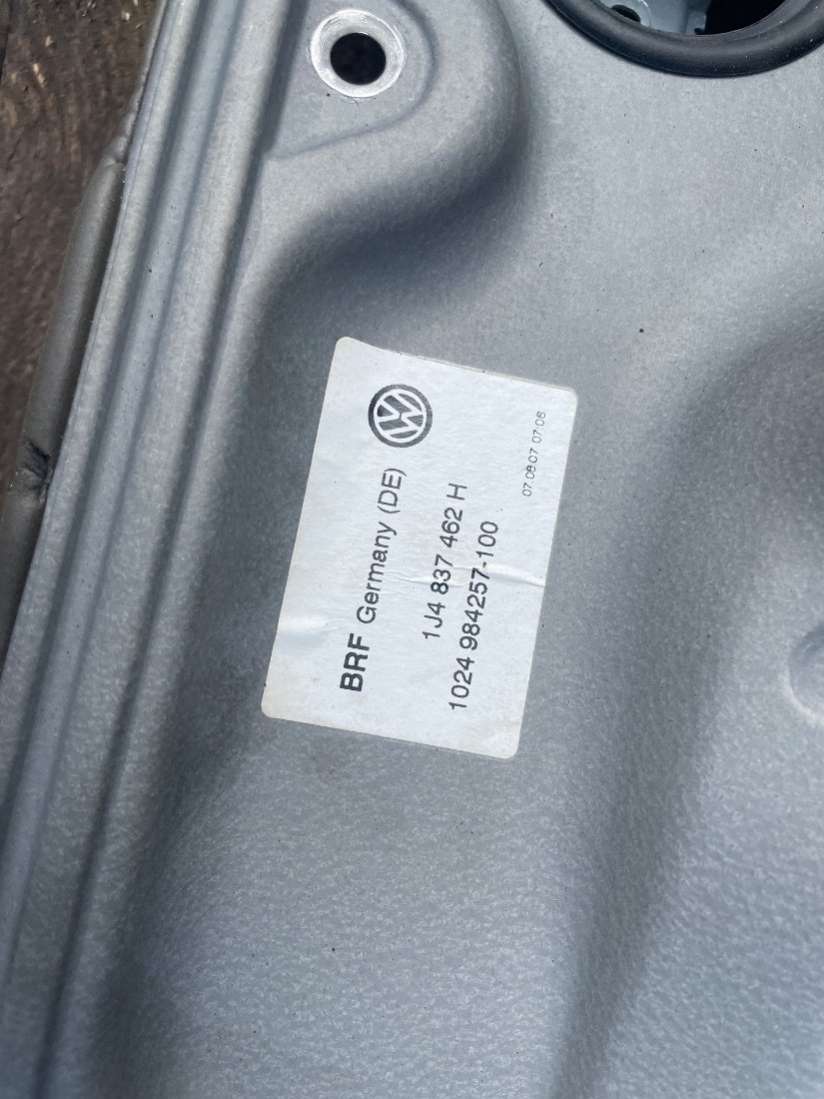 BRF Germany (DE)
1J4 837 462 H
1024 984257-100
07.08.07 07:08